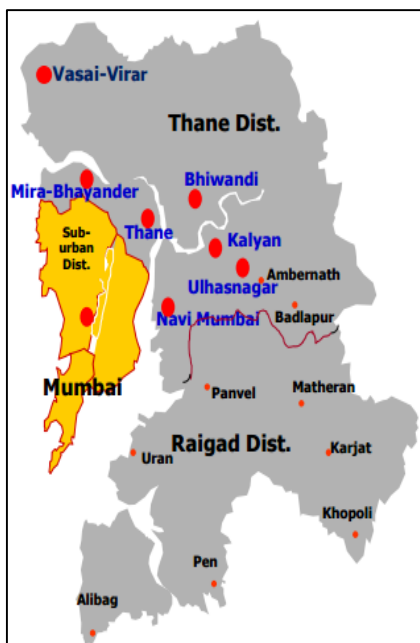 Vasai-Virar
Thane Dist.
Bhiwandi
Mira-Bhayander
Thane
Sub-
urban
Dist.
Kalyan
Ambernath
Ulhasnagar
Navi Mumbai
Badlapur
Mumbai
Panvel
Matheran
Raigad Dist.
Uran
Karjat
Khopoli
Pen
Alibag